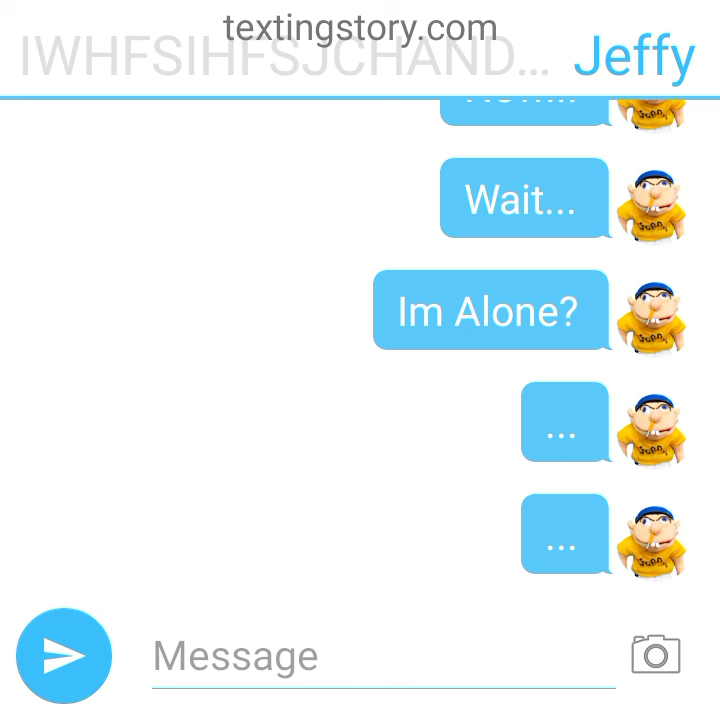 textingstory.com
IWHFSIHFSJCHAND... Jeffy
Wait...
Im Alone?
...
...
Message